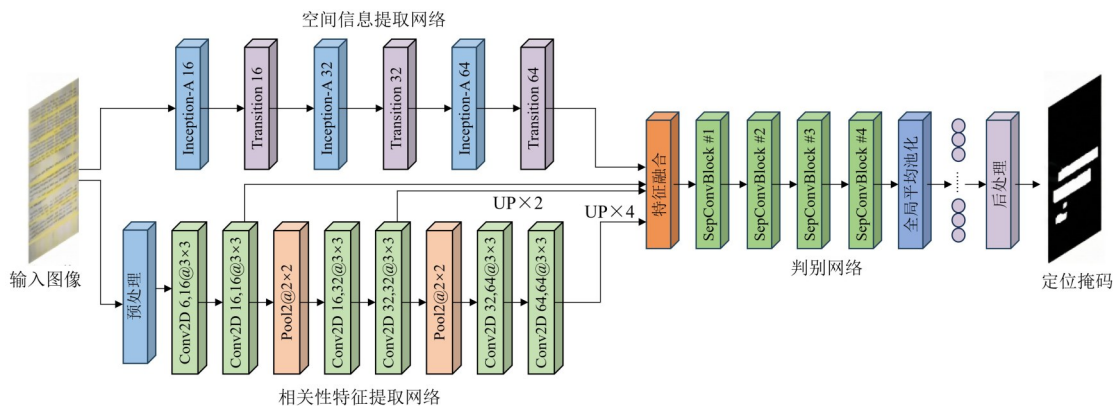 空间信息提取网络
Inception-A 16
Transition 16
Inception-A 32
Transition 32
Inception-A 64
Transition 64
输入图像
预处理
Conv2D 6,16@3×3
Conv2D 16,16@3×3
Pool2@2×2
Conv2D 16,32@3×3
Conv2D 32,32@3×3
Pool2@2×2
Conv2D 32,64@3×3
Conv2D 64,64@3×3
相关性特征提取网络
UP×2
UP×4
特征融合
SepConvBlock #1
SepConvBlock #2
SepConvBlock #3
SepConvBlock #4
全局平均池化
后处理
判别网络
定位掩码